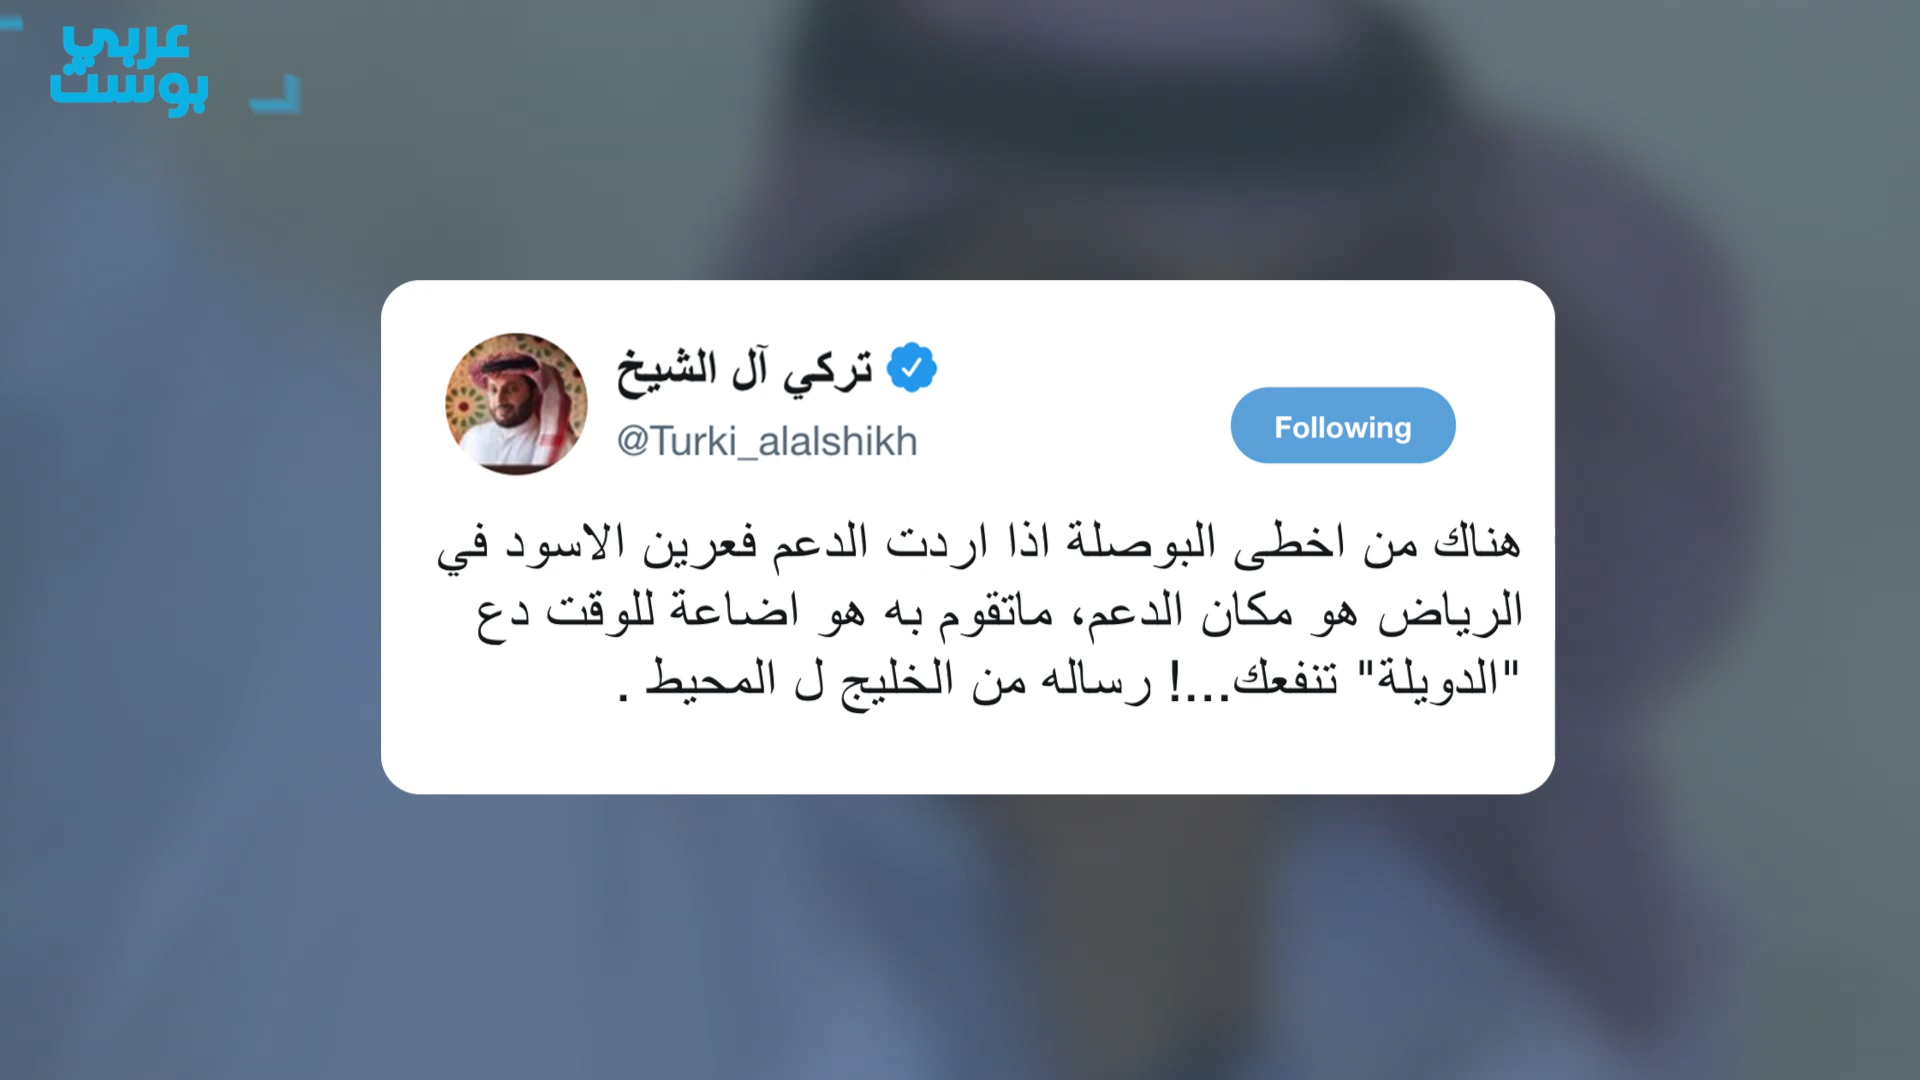 عربي
بوست
تركي آل الشيخ
@Turki_alalshikh
Following
هناك من اخطى البوصلة اذا اردت الدعم فعرين الاسود في
الرياض هو مكان الدعم، ماتقوم به هو اضاعة للوقت دع
"الدويلة" تنفعك...! رساله من الخليج ل المحيط .